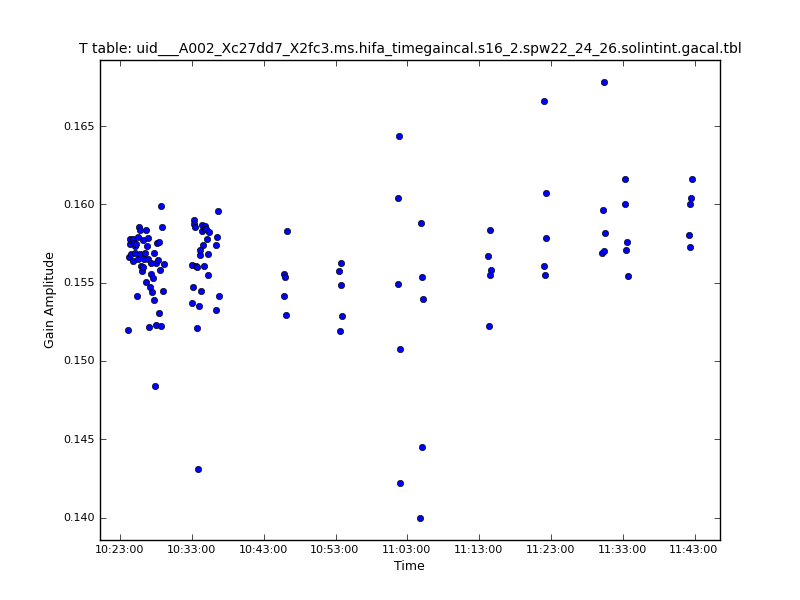 T table: uid___A002_Xc27dd7_X2fc3.ms.hifa_timegaincal.s16_2.spw22_24_26.solintint.gacal.tbl
0.165
0.160
0.155
0.150
0.145
0.140
Gain Amplitude
10:23:00 10:33:00 10:43:00 10:53:00 11:03:00 11:13:00 11:23:00 11:33:00 11:43:00
Time